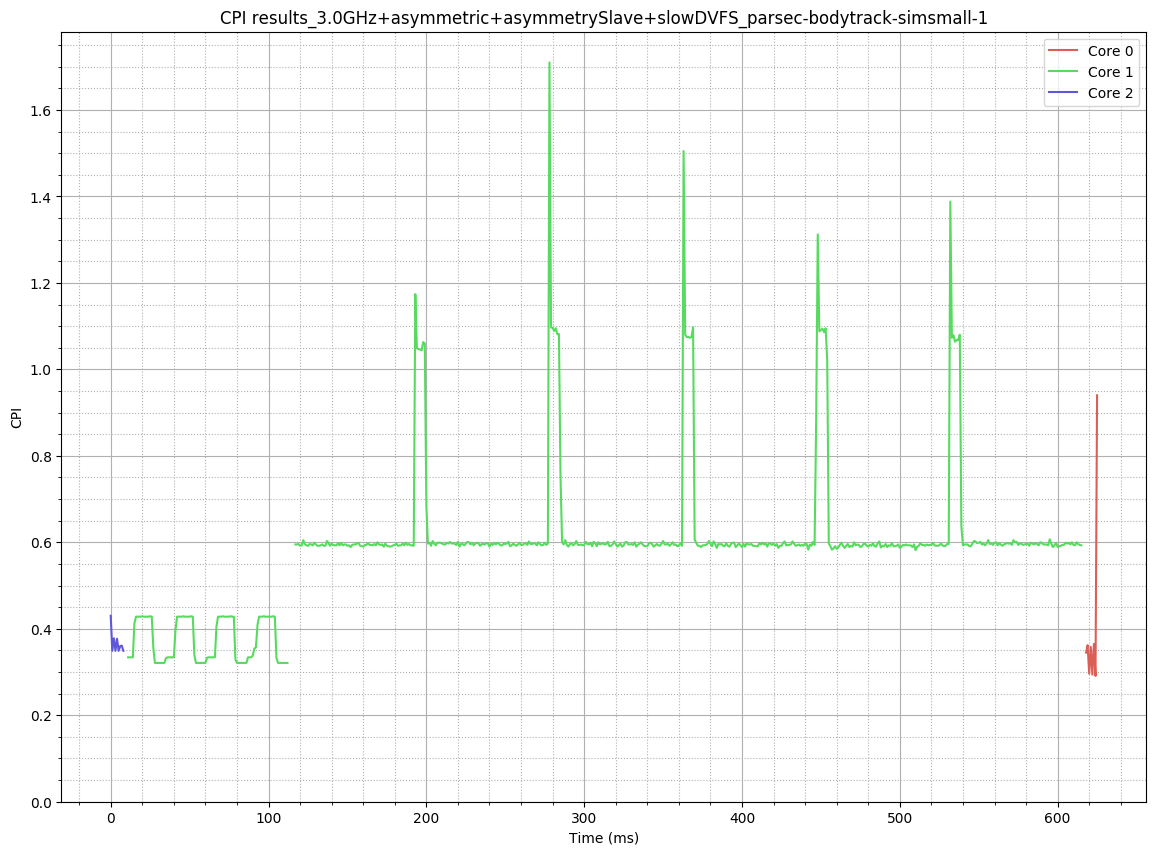 CPI results_3.0GHz+asymmetric+asymmetrySlave+slowDVFS_parsec-bodytrack-simsmall-1
Core 0
Core 1
Core 2
CPI
1.6
1.4
1.2
1.0
0.8
0.6
0.4
0.2
0.0
0 100 200 300 400 500 600
Time (ms)